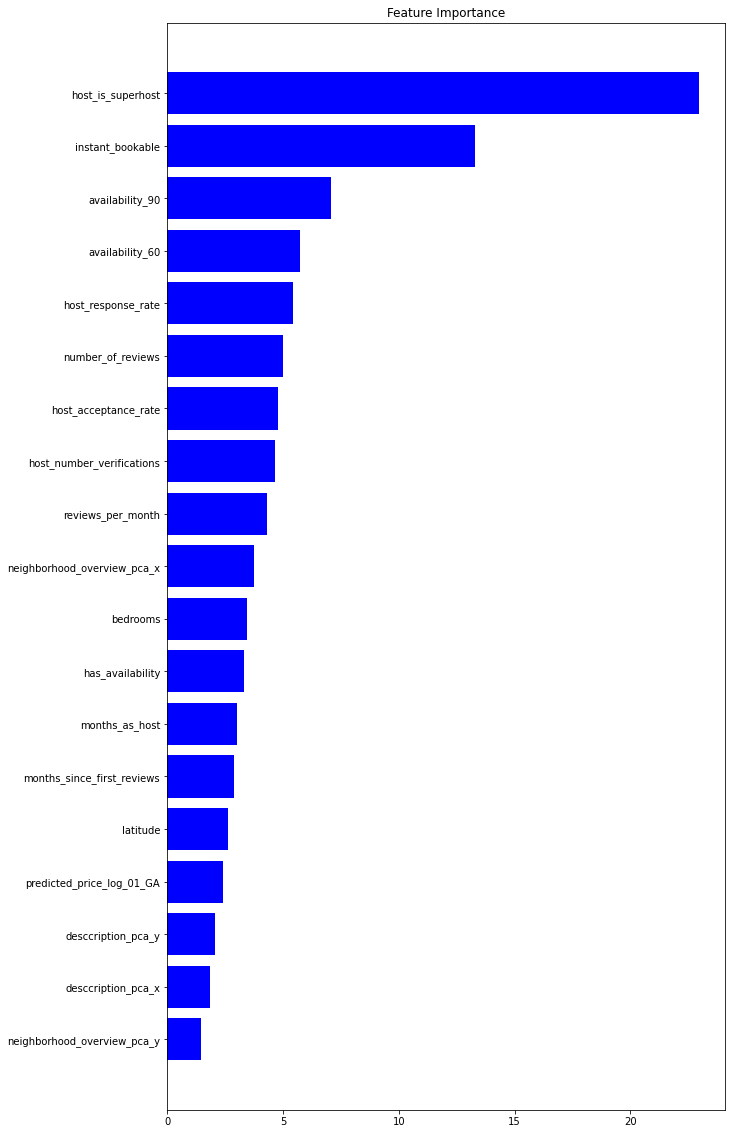 Feature Importance
host_is_superhost
instant_bookable
availability_90
availability_60
host_response_rate
number_of_reviews
host_acceptance_rate
host_number_verifications
reviews_per_month
neighborhood_overview_pca_x
bedrooms
has_availability
months_as_host
months_since_first_reviews
latitude
predicted_price_log_01_GA
desccription_pca_y
desccription_pca_x
neighborhood_overview_pca_y
0 5 10 15 20